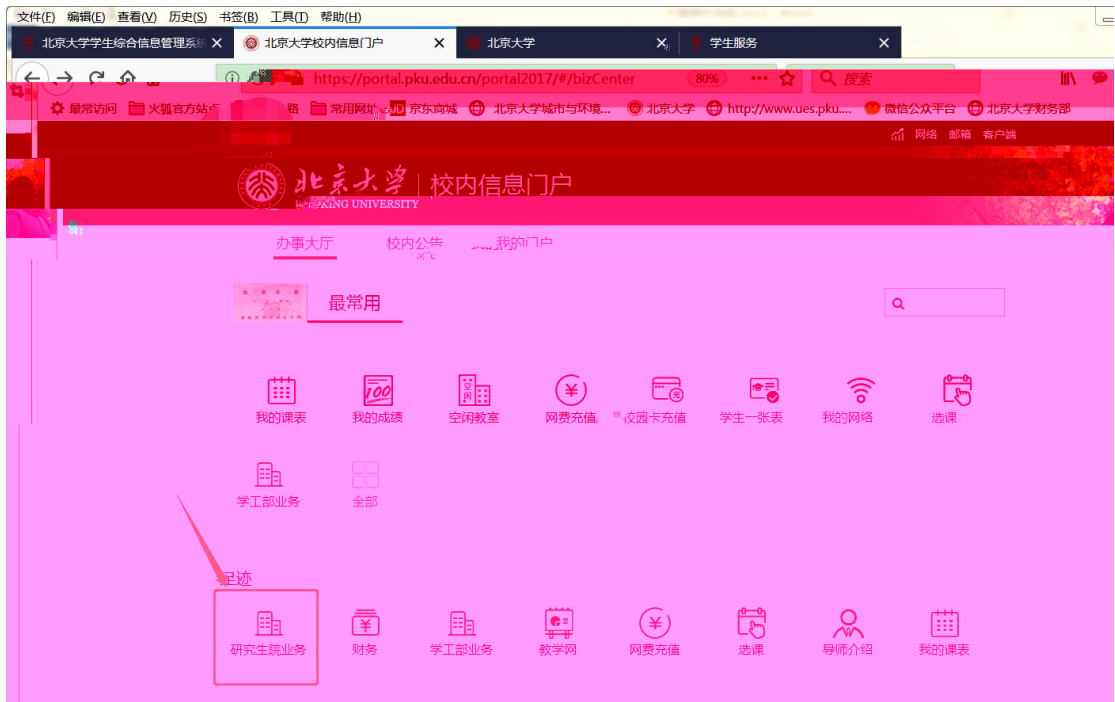 文件(F) 编辑(E) 查看(V) 历史(S) 书签(B) 工具(T) 帮助(H)
北京大学学生综合信息管理系统 北京大学校内信息门户 北京大学 学生服务
https://portal.pku.edu.cn/portal2017/#/bizCenter 80% 搜索
最常访问 火狐官方站点 常用网址 京东商城 北京大学城市与环境... 北京大学 http://www.ues.pku.... 微信公众平台 北京大学财务部
网络 邮箱 客户端
北京大学 校内信息门户
PEKING UNIVERSITY
办事大厅 校内公告 我的门户
最常用
我的课表 我的成绩 空闲教室 网费充值 校园卡充值 学生一张表 我的网络 选课
学工部业务 全部
足迹
研究生院业务 财务 学工部业务 教学网 网费充值 选课 导师介绍 我的课表